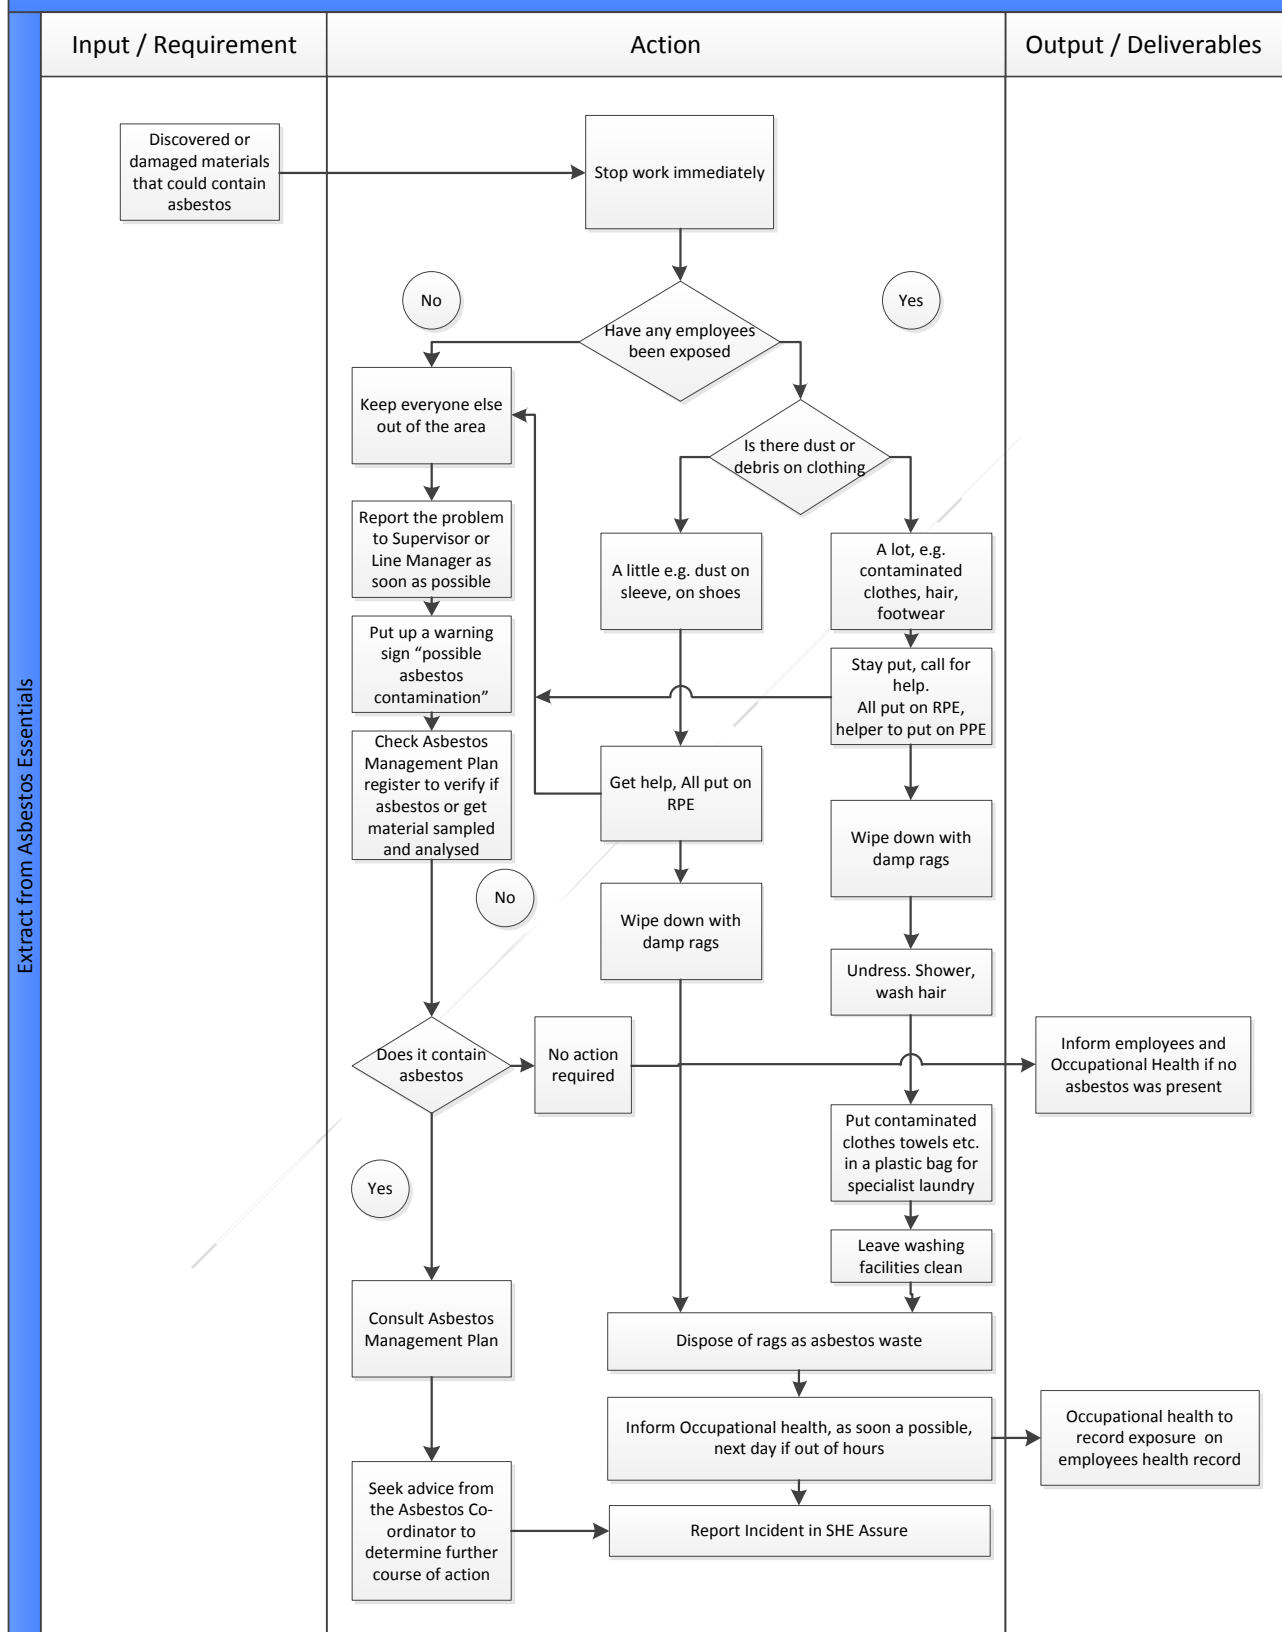 Input / Requirement
Action
Output / Deliverables
Extract from Asbestos Essentials
Discovered or
damaged materials
that could contain
asbestos
Stop work immediately
No
Yes
Have any employees
been exposed
Keep everyone else
out of the area
Is there dust or
debris on clothing
Report the problem
to Supervisor or
Line Manager as
soon as possible
A little e.g. dust on
sleeve, on shoes
A lot, e.g.
contaminated
clothes, hair,
footwear
Put up a warning
sign “possible
asbestos
contamination”
Stay put, call for
help.
All put on RPE,
helper to put on PPE
Check Asbestos
Management Plan
register to verify if
asbestos or get
material sampled
and analysed
Get help, All put on
RPE
Wipe down with
damp rags
No
Wipe down with
damp rags
Undress. Shower,
wash hair
Does it contain
asbestos
No action
required
Inform employees and
Occupational Health if no
asbestos was present
Put contaminated
clothes towels etc.
in a plastic bag for
specialist laundry
Yes
Leave washing
facilities clean
Consult Asbestos
Management Plan
Dispose of rags as asbestos waste
Inform Occupational health, as soon a possible,
next day if out of hours
Occupational health to
record exposure on
employees health record
Seek advice from
the Asbestos Co-
ordinator to
determine further
course of action
Report Incident in SHE Assure